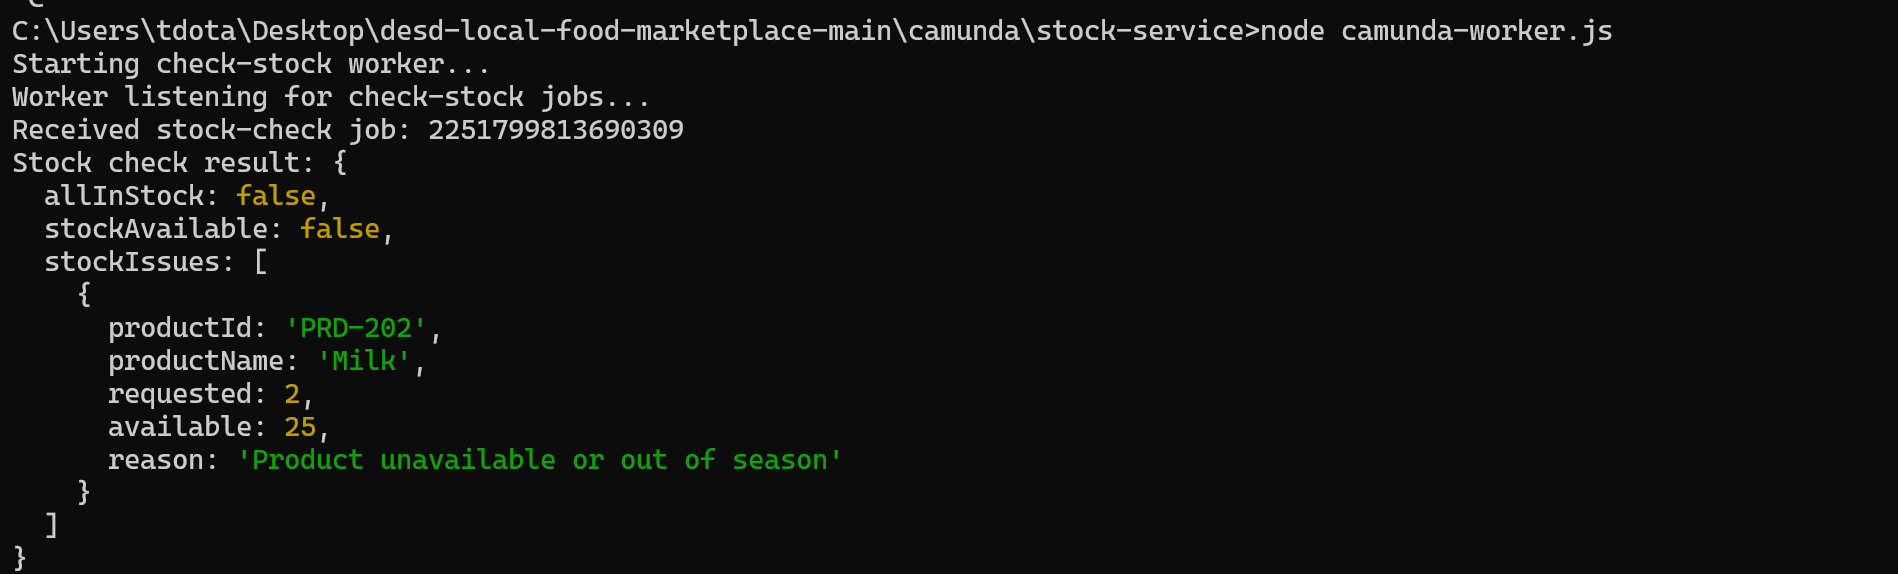 C:\Users\tdota\Desktop\desd-local-food-marketplace-main\camunda\stock-service>node camunda-worker.js
Starting check-stock worker...
Worker listening for check-stock jobs...
Received stock-check job: 2251799813690309
Stock check result: {
  allInStock: false,
  stockAvailable: false,
  stockIssues: [
    {
      productId: 'PRD-202',
      productName: 'Milk',
      requested: 2,
      available: 25,
      reason: 'Product unavailable or out of season'
    }
  ]
}